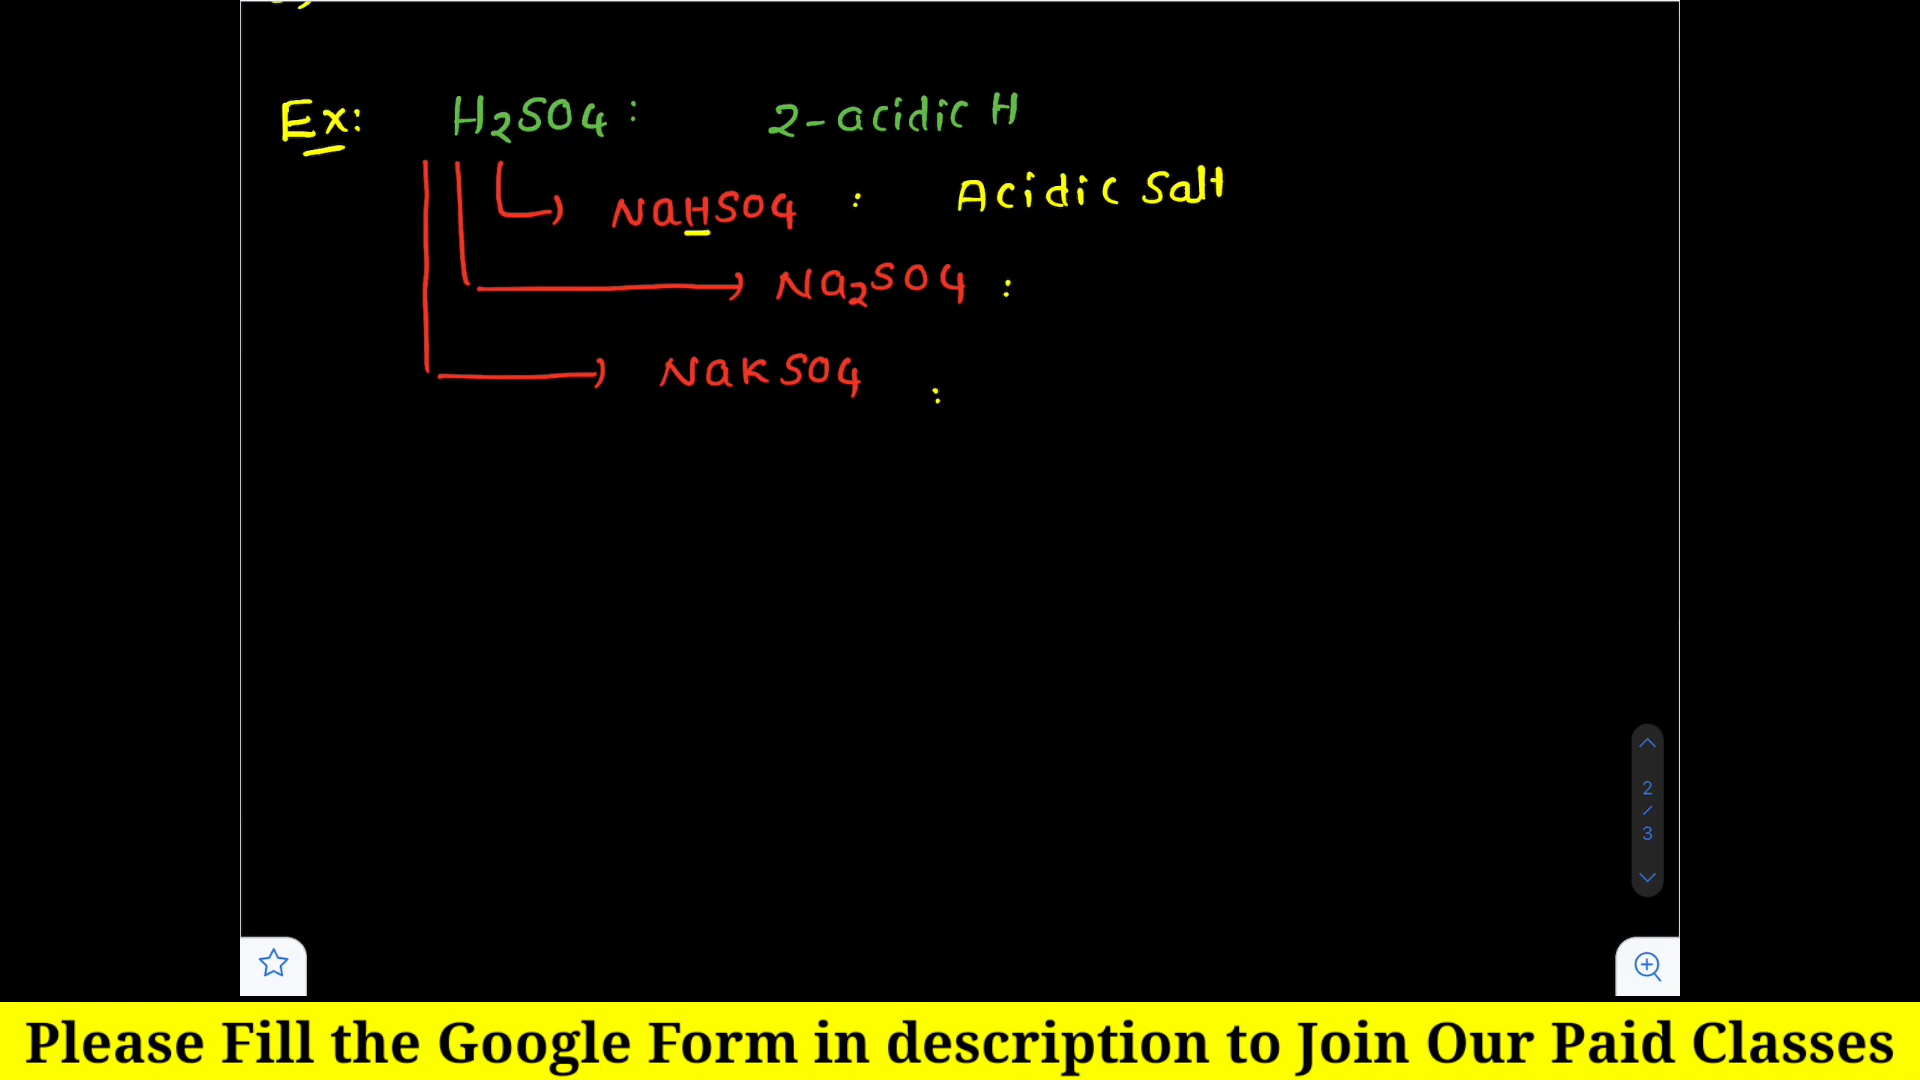 Ex: H2SO4 : 2-acidic H
NaHSO4 : Acidic Salt
Na2SO4 :
NaKSO4 :
2
/
3
Please Fill the Google Form in description to Join Our Paid Classes